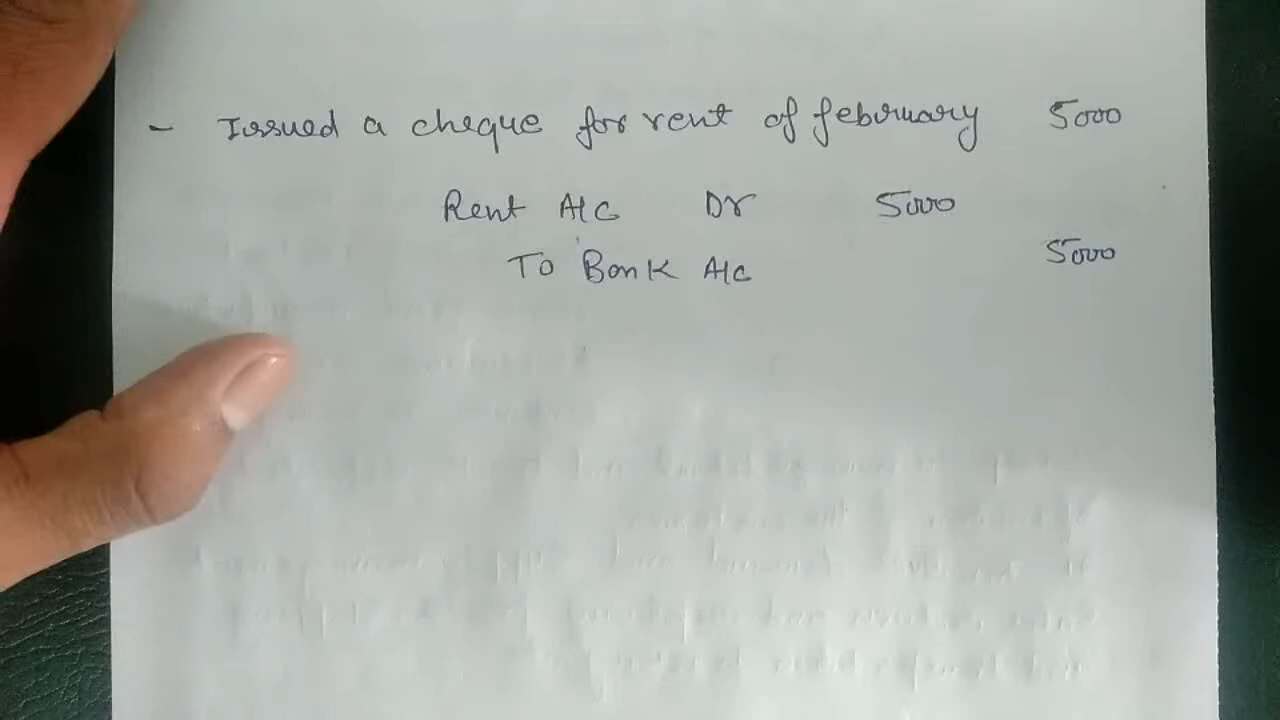 - Issued a cheque for rent of february 5000
Rent A/C Dr 5000
To Bank A/C 5000